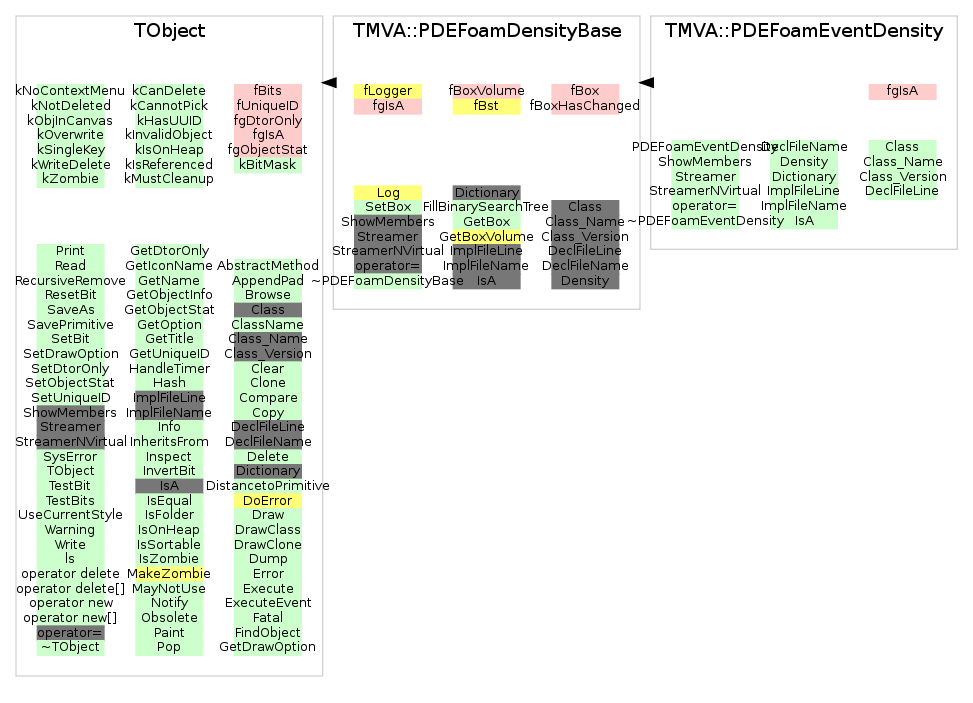 TObject
kNoContextMenu kCanDelete fBits
kNotDeleted kCannotPick fUniqueID
kObjInCanvas kHasUUID fgDtorOnly
kOverwrite kInvalidObject fgIsA
kSingleKey kIsOnHeap fgObjectStat
kWriteDelete kIsReferenced kBitMask
kZombie kMustCleanup
Print GetDtorOnly
Read GetIconName AbstractMethod
RecursiveRemove GetName AppendPad
ResetBit GetObjectInfo Browse
SaveAs GetObjectStat Class
SavePrimitive GetOption ClassName
SetBit GetTitle Class_Name
SetDrawOption GetUniqueID Class_Version
SetDtorOnly HandleTimer Clear
SetObjectStat Hash Clone
SetUniqueID ImplFileLine Compare
ShowMembers ImplFileName Copy
Streamer Info DeclFileLine
StreamerNVirtual InheritsFrom DeclFileName
SysError Inspect Delete
TObject InvertBit Dictionary
TestBit IsA DistancetoPrimitive
TestBits IsEqual DoError
UseCurrentStyle IsFolder Draw
Warning IsOnHeap DrawClass
Write IsSortable DrawClone
ls IsZombie Dump
operator delete MakeZombie Error
operator delete[] MayNotUse Execute
operator new Notify ExecuteEvent
operator new[] Obsolete Fatal
operator= Paint FindObject
~TObject Pop GetDrawOption
TMVA::PDEFoamDensityBase
fLogger fBoxVolume fBox
fgIsA fBst fBoxHasChanged
Log Dictionary
SetBox FillBinarySearchTree Class
ShowMembers GetBox Class_Name
Streamer GetBoxVolume Class_Version
StreamerNVirtual ImplFileLine DeclFileLine
operator= ImplFileName DeclFileName
~PDEFoamDensityBase IsA Density
TMVA::PDEFoamEventDensity
fgIsA
PDEFoamEventDensity DeclFileName Class
ShowMembers Density Class_Name
Streamer Dictionary Class_Version
StreamerNVirtual ImplFileLine DeclFileLine
operator= ImplFileName
~PDEFoamEventDensity IsA